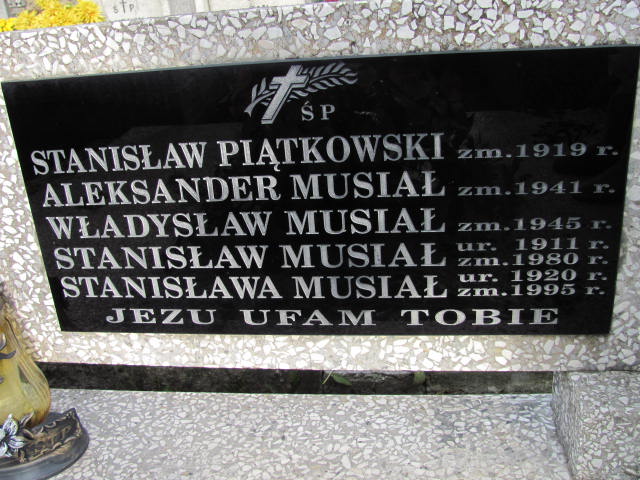 ŚP
STANISŁAW PIĄTKOWSKI zm.1919 r.
ALEKSANDER MUSIAŁ zm.1941 r.
WŁADYSŁAW MUSIAŁ zm.1945 r.
STANISŁAW MUSIAŁ ur. 1911 r. zm.1980 r.
STANISŁAWA MUSIAŁ ur. 1920 r. zm.1995 r.
JEZU UFAM TOBIE